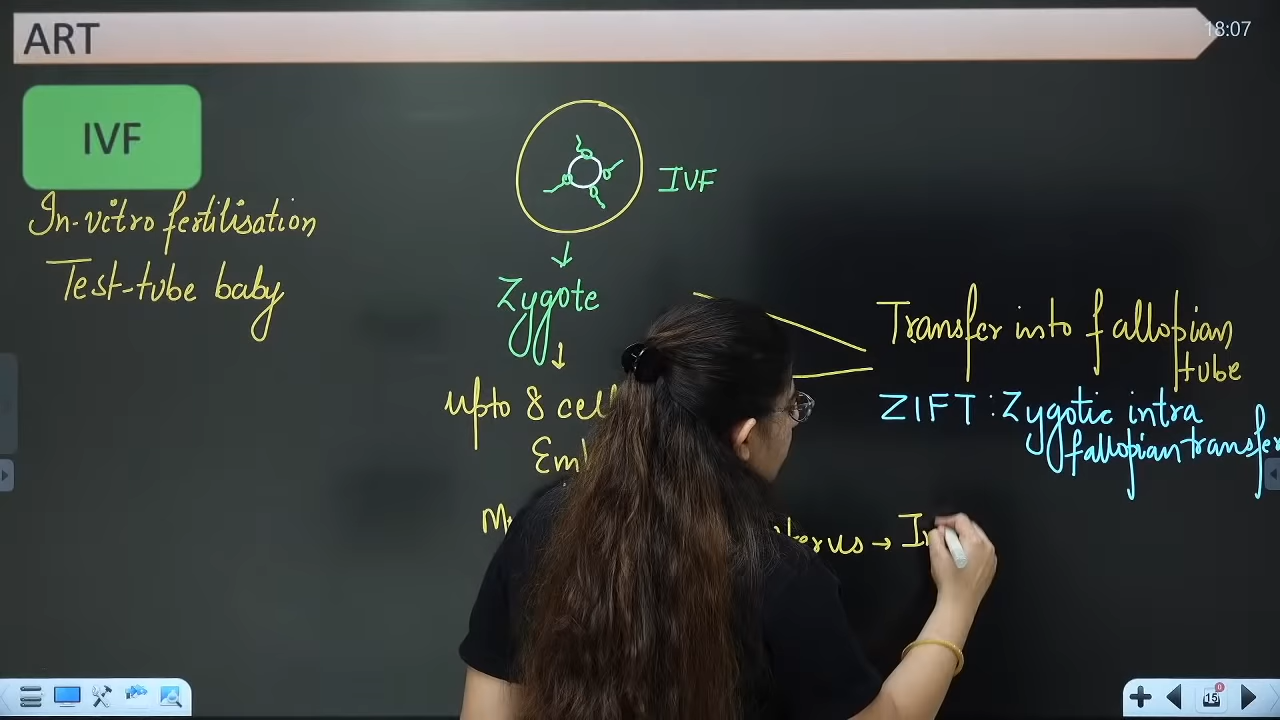 ART
18:07
IVF
In-vitro fertilisation
Test-tube baby
IVF
Zygote
Transfer into fallopian
tube
upto 8
ZIFT : Zygotic intra
fallopian transfer
→
15